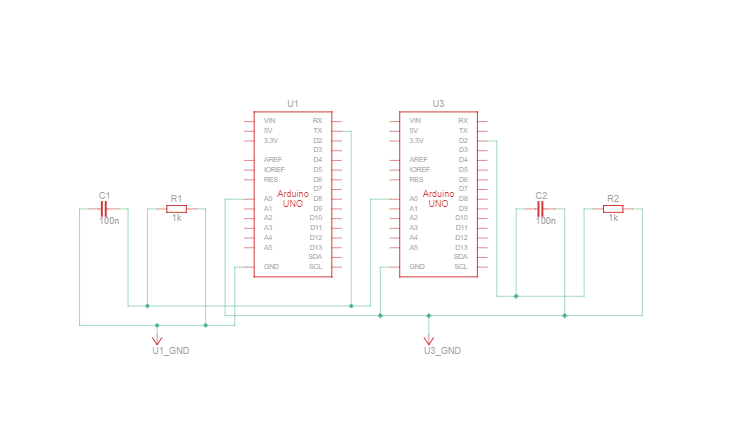 U1
U3
VIN RX
5V TX
3.3V D2
D3
AREF D4
IOREF D5
RES D6
D7
A0 D8
A1 D9
A2 D10
A3 D11
A4 D12
A5 D13
SDA
GND SCL
Arduino
UNO
VIN RX
5V TX
3.3V D2
D3
AREF D4
IOREF D5
RES D6
D7
A0 D8
A1 D9
A2 D10
A3 D11
A4 D12
A5 D13
SDA
GND SCL
Arduino
UNO
C1
100n
R1
1k
C2
100n
R2
1k
U1_GND
U3_GND